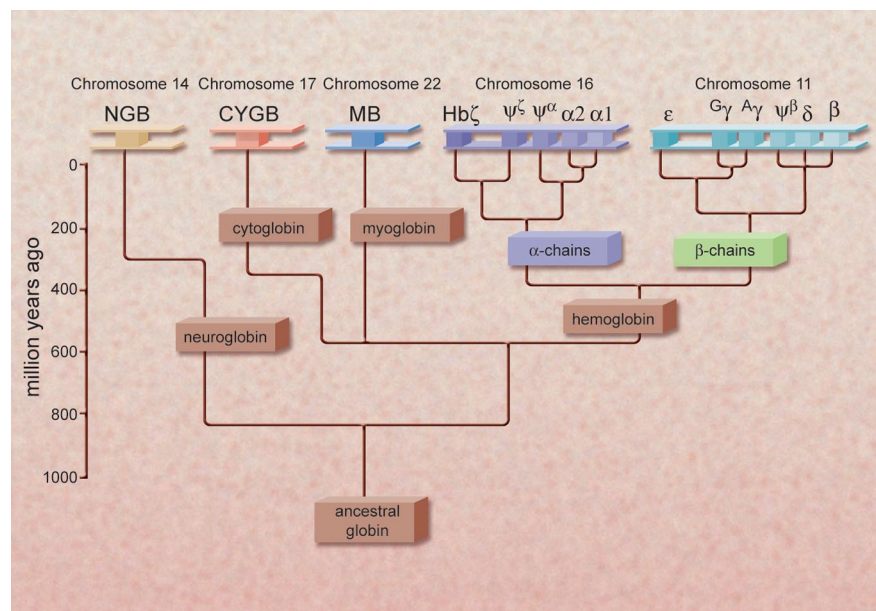 Chromosome 14 Chromosome 17 Chromosome 22 Chromosome 16 Chromosome 11
NGB CYGB MB Hbζ ψζ ψα α2 α1 ε Gγ Aγ ψβ δ β
0
200
400
600
800
1000
million years ago
cytoglobin
myoglobin
α-chains
β-chains
neuroglobin
hemoglobin
ancestral
globin